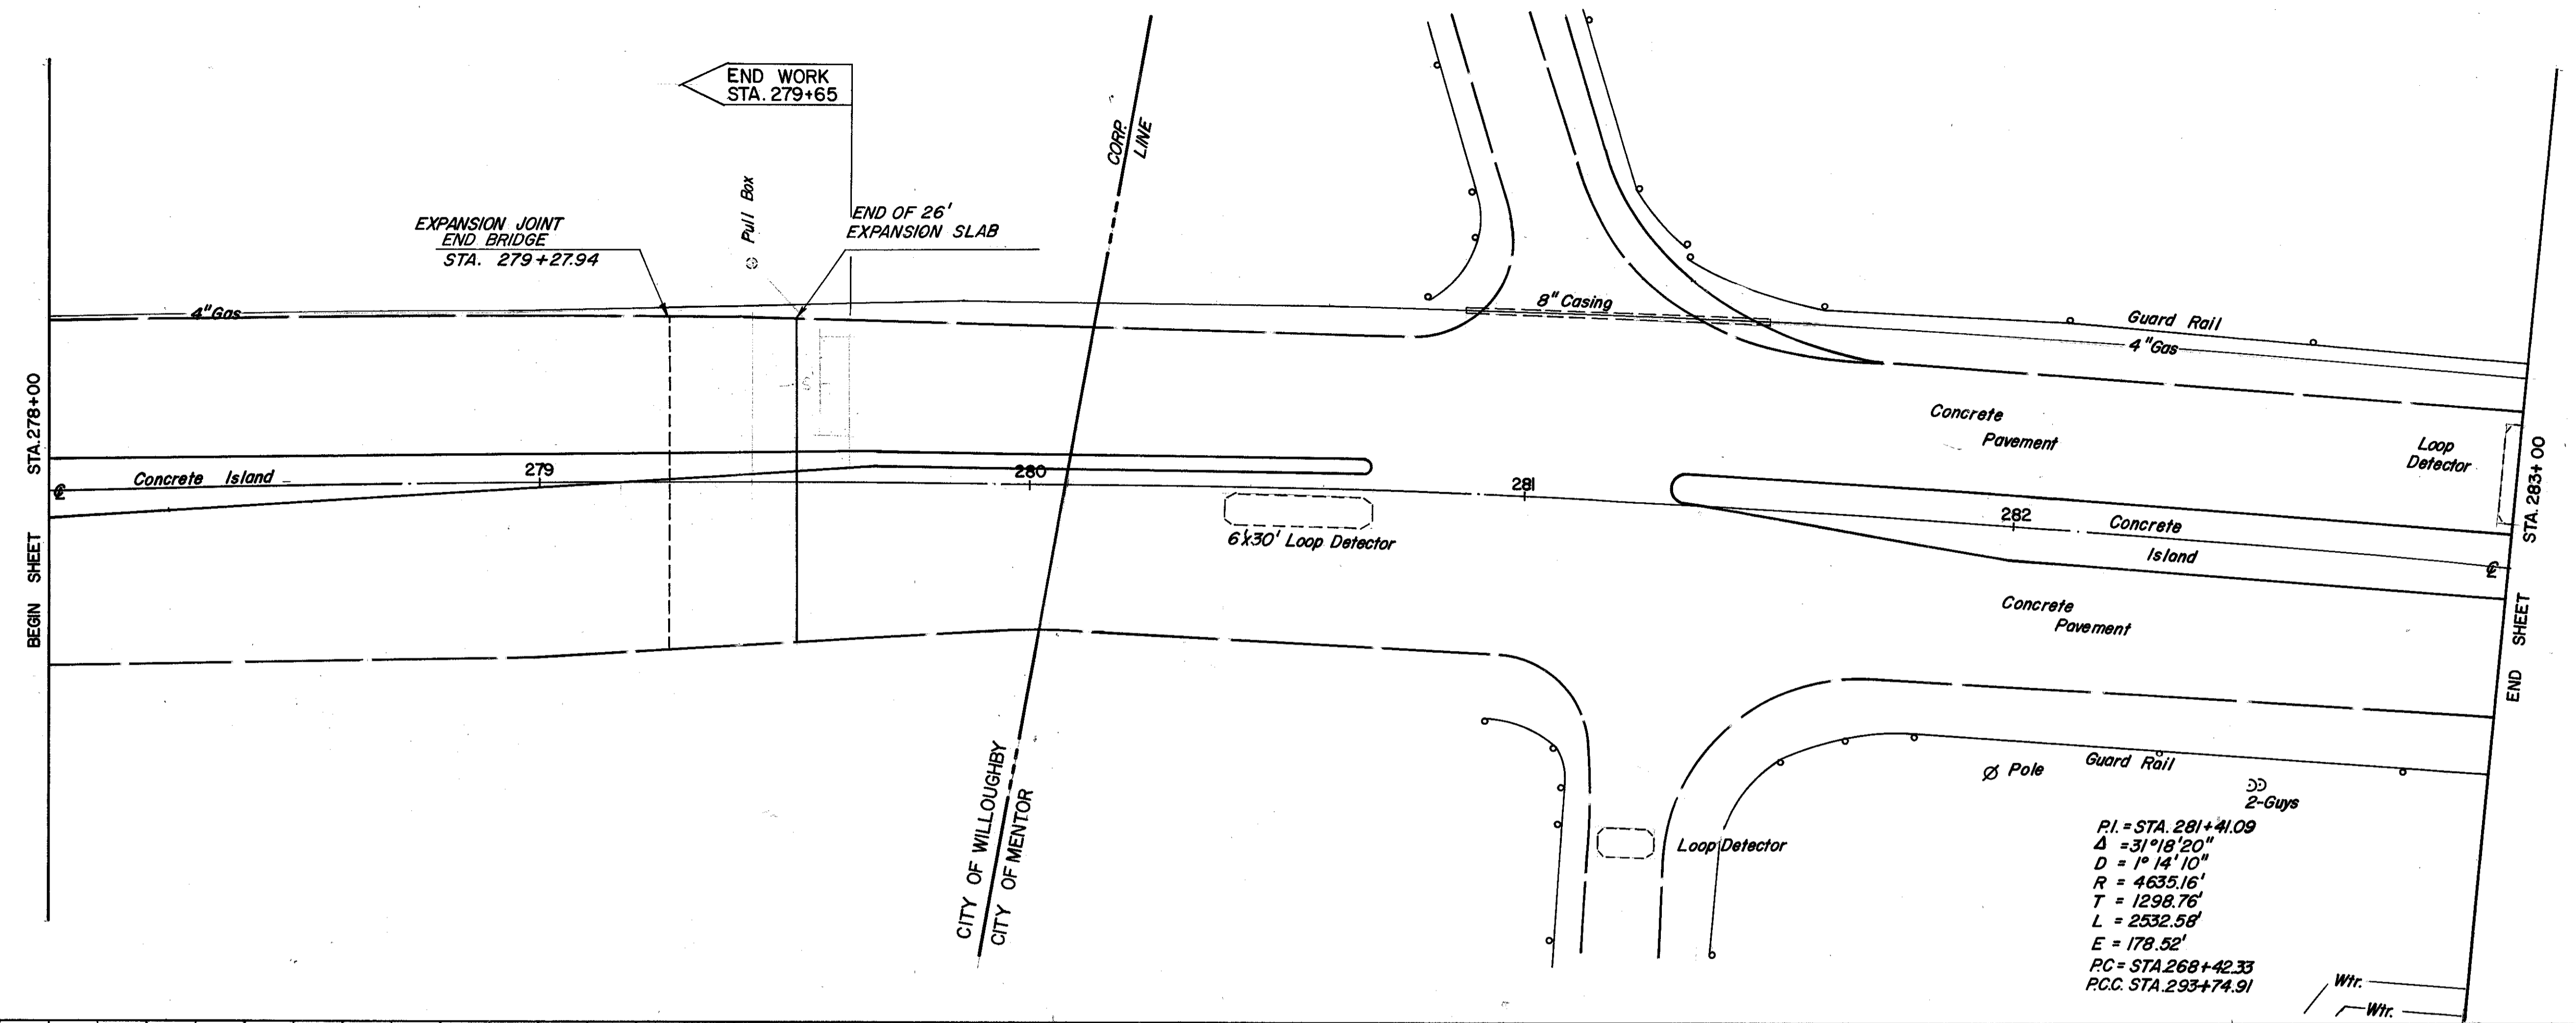 END WORK
STA. 279+65
CORP.
LINE
Pull Box
EXPANSION JOINT
END BRIDGE
STA. 279+27.94
END OF 26'
EXPANSION SLAB
4" Gas
8" Casing
Guard Rail
4" Gas
BEGIN SHEET STA. 278+00
Concrete Island
279
280
281
282
6'x30' Loop Detector
Concrete
Pavement
Loop
Detector
Concrete
Island
Concrete
Pavement
END SHEET STA. 283+00
CITY OF WILLOUGHBY
CITY OF MENTOR
Loop Detector
Pole
Guard Rail
2-Guys
P.I. = STA. 281+41.09
Δ = 31°18'20"
D = 1° 14' 10"
R = 4635.16'
T = 1298.76'
L = 2532.58'
E = 178.52'
P.C = STA.268+42.33
P.C.C. STA.293+74.91
Wtr.
Wtr.